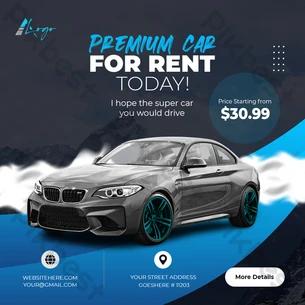 Logo
PREMIUM CAR
FOR RENT
TODAY!
I hope the super car
you would drive
Price Starting from
$30.99
WEBSITEHERE.COM
YOUR@GMAIL.COM
YOUR STREET ADDRESS
GOESHERE # 11203
More Details